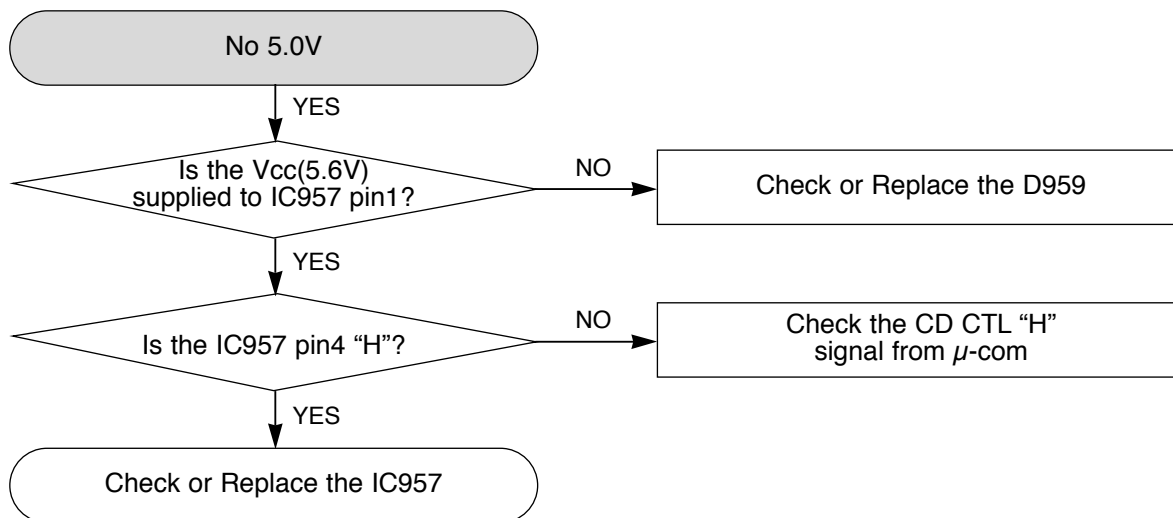 No 5.0V
YES
Is the Vcc(5.6V)
supplied to IC957 pin1?
NO
Check or Replace the D959
YES
Is the IC957 pin4 “H”?
NO
Check the CD CTL “H”
signal from µ-com
YES
Check or Replace the IC957